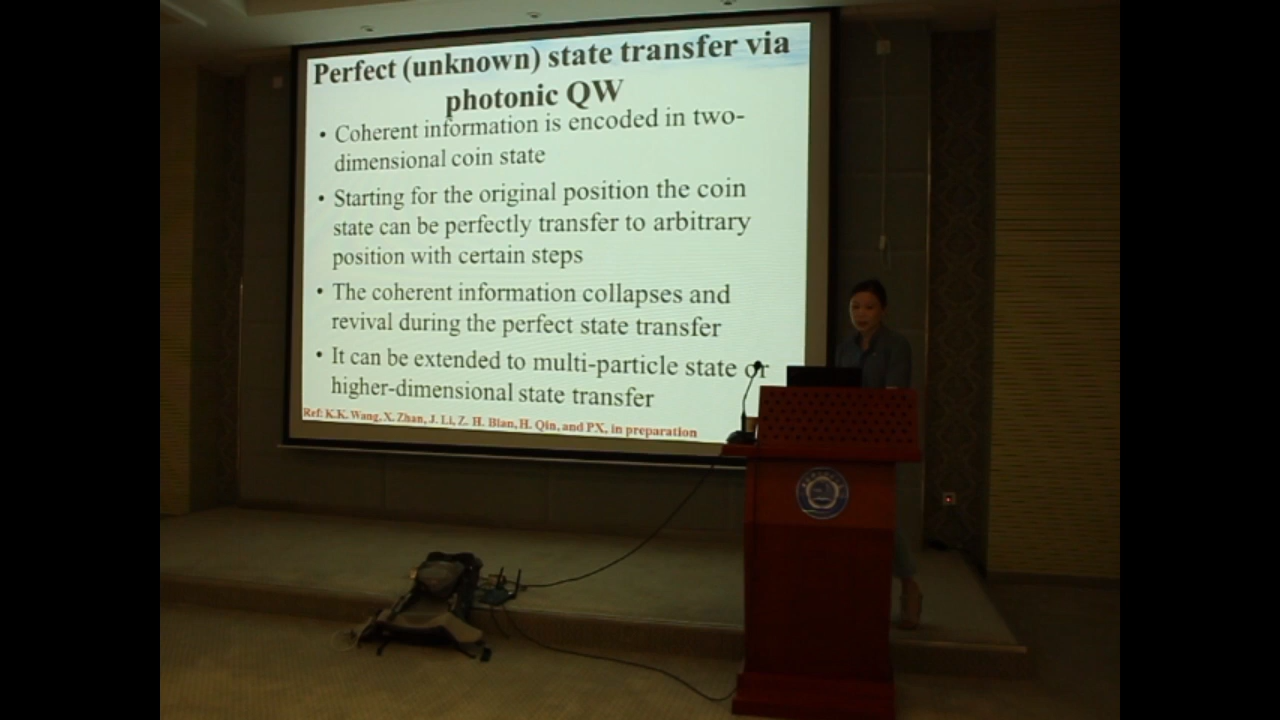 Perfect (unknown) state transfer via
photonic QW
• Coherent information is encoded in two-
dimensional coin state
• Starting for the original position the coin
state can be perfectly transfer to arbitrary
position with certain steps
• The coherent information collapses and
revival during the perfect state transfer
• It can be extended to multi-particle state or
higher-dimensional state transfer
Ref: K.K. Wang, X. Zhan, J. Li, Z. H. Bian, H. Qin, and PX, in preparation